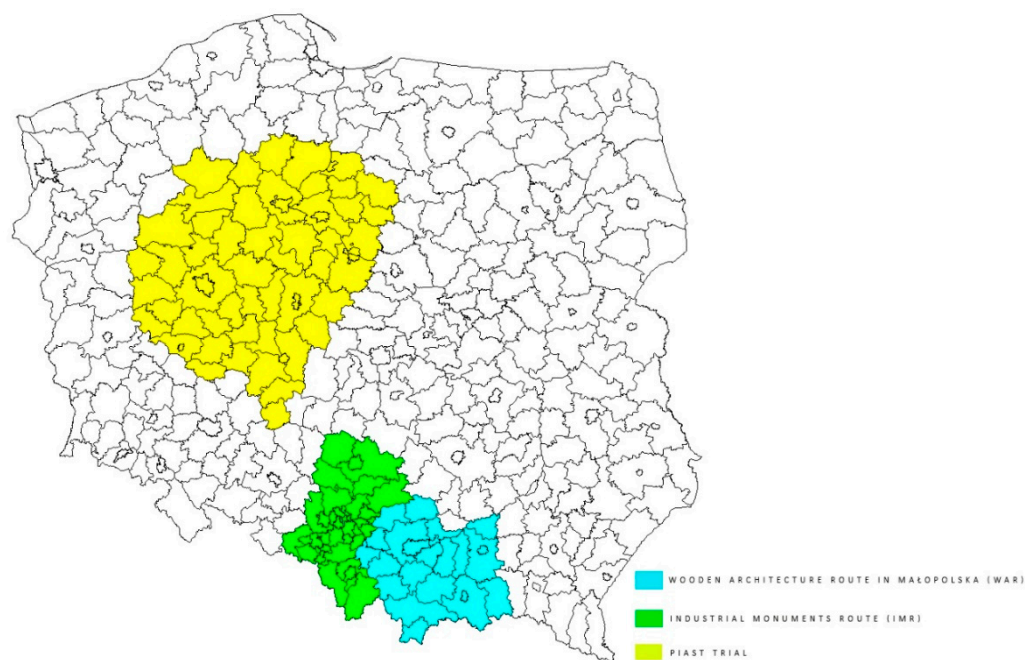 WOODEN ARCHITECTURE ROUTE IN MAŁOPOLSKA (WAR)
INDUSTRIAL MONUMENTS ROUTE (IMR)
PIAST TRIAL